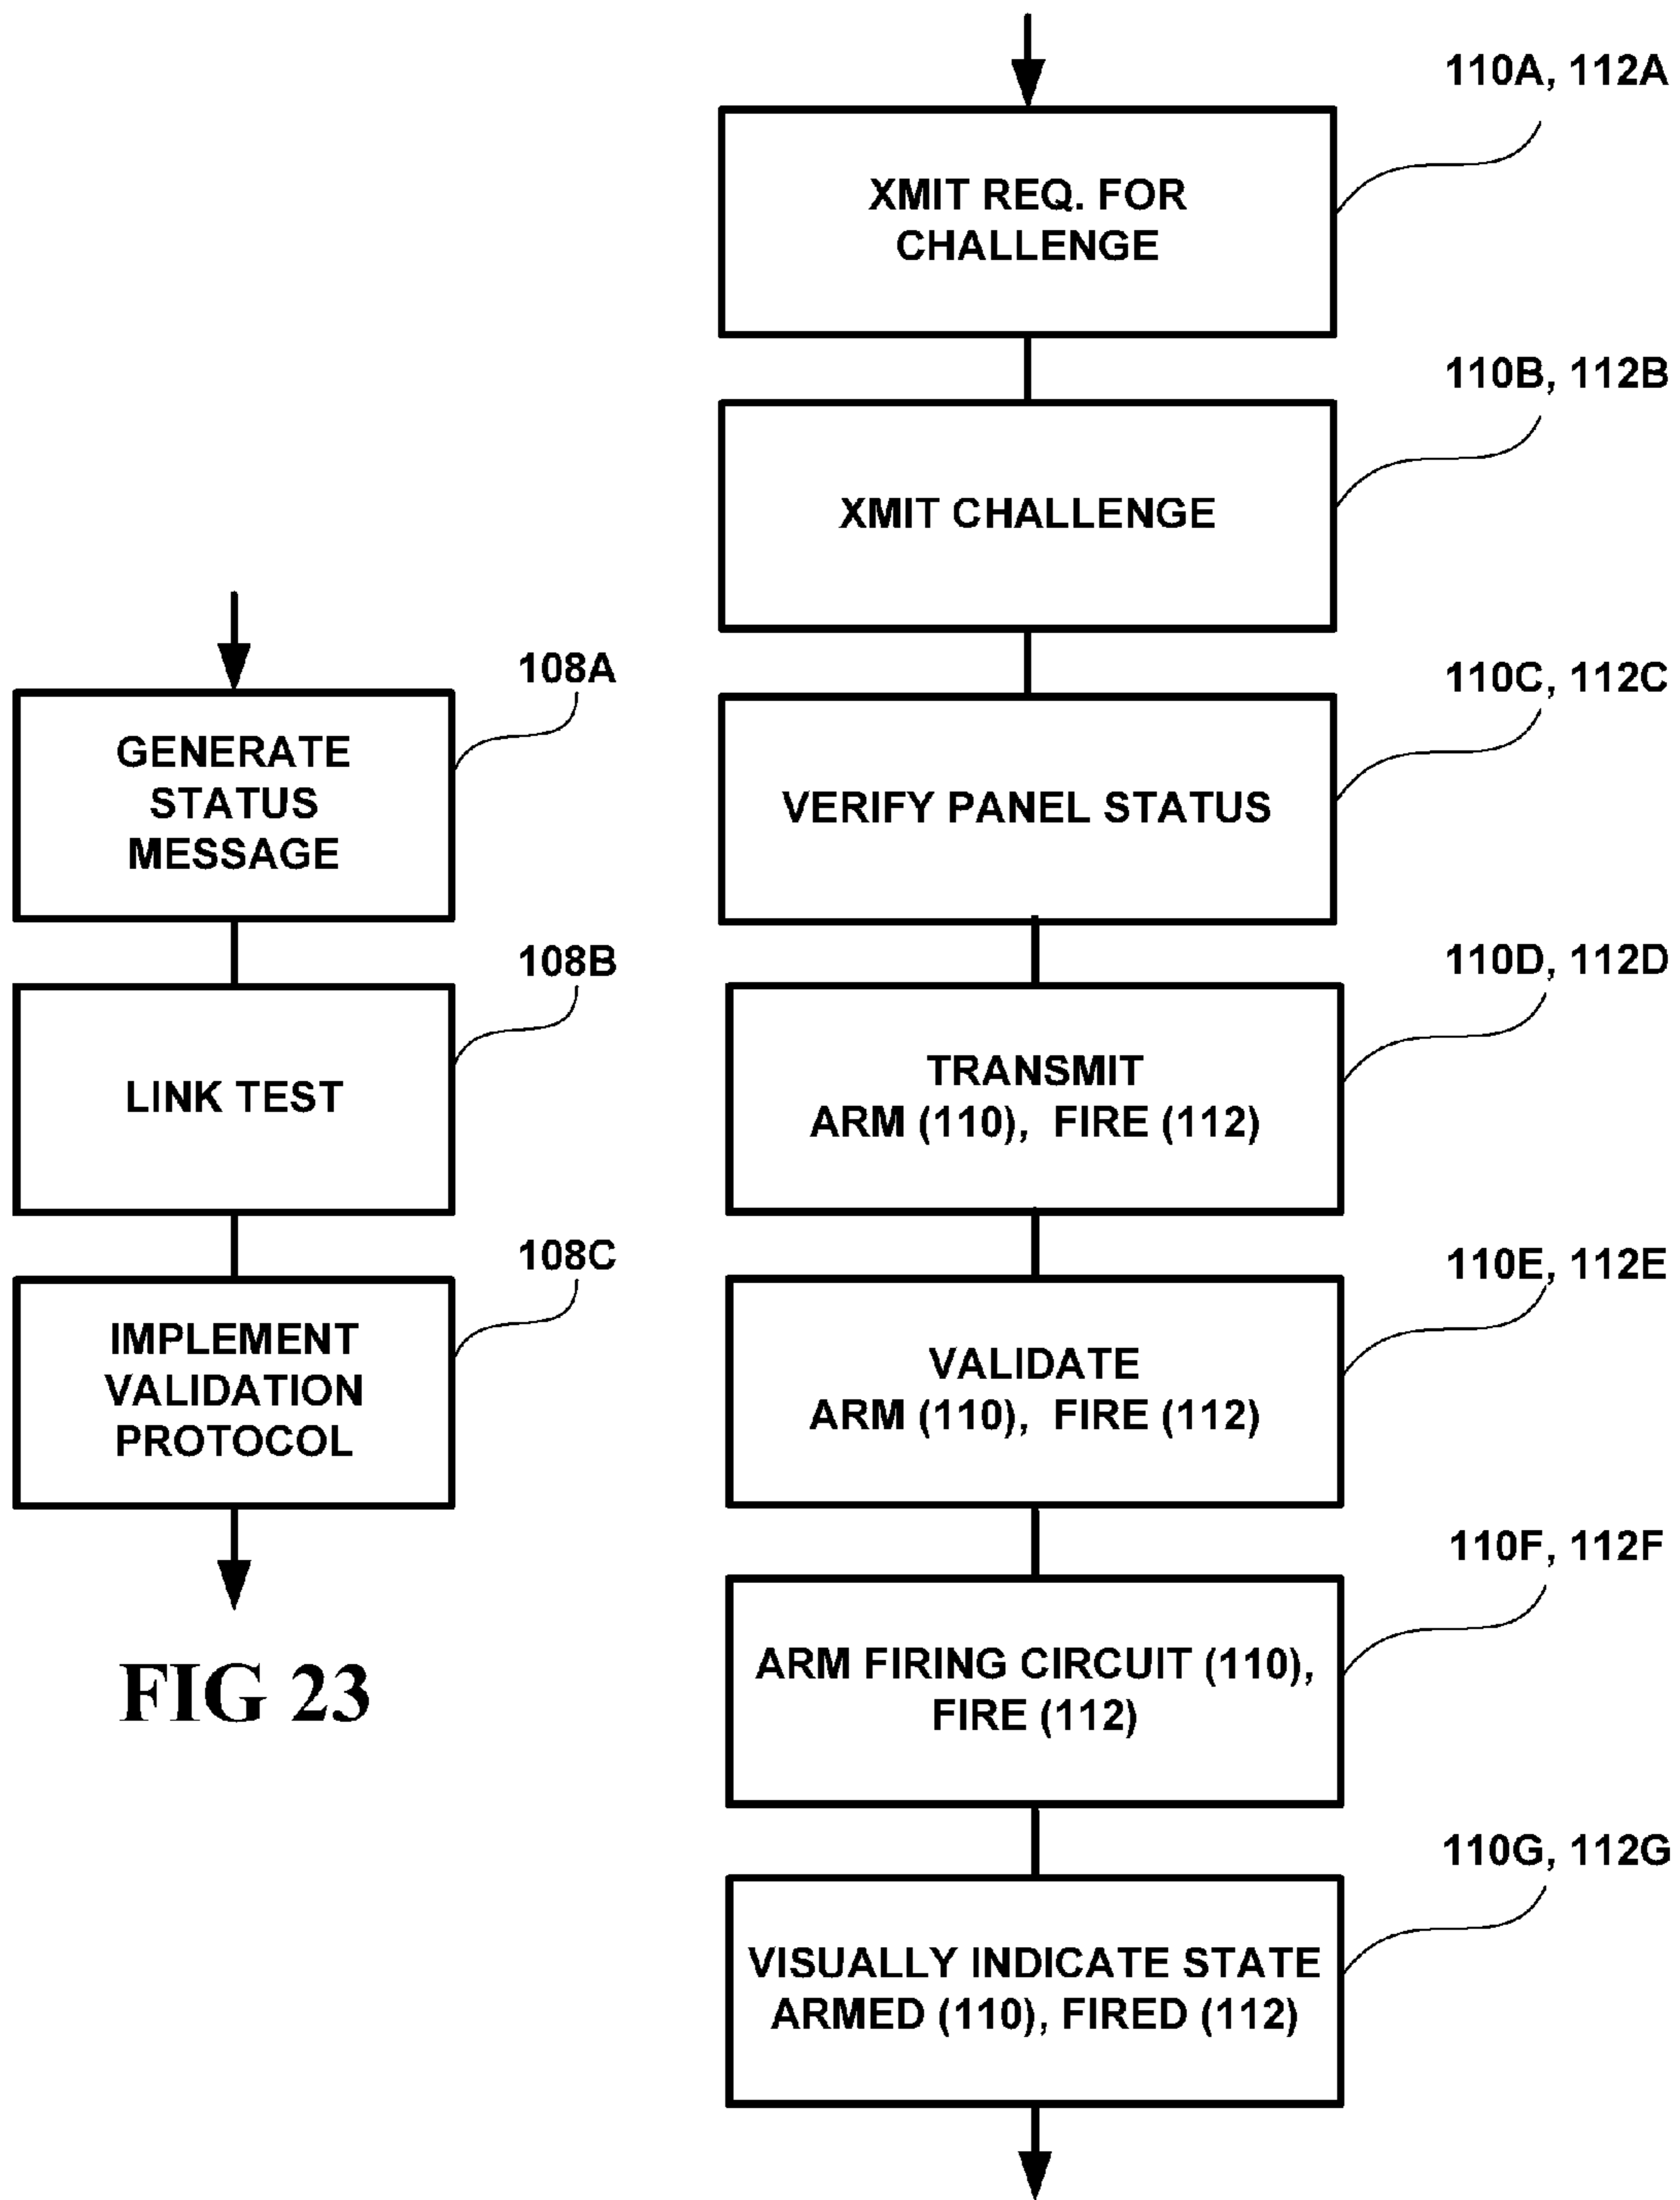 GENERATE
STATUS
MESSAGE
108A
LINK TEST
108B
IMPLEMENT
VALIDATION
PROTOCOL
108C
FIG 23
XMIT REQ. FOR
CHALLENGE
110A, 112A
XMIT CHALLENGE
110B, 112B
VERIFY PANEL STATUS
110C, 112C
TRANSMIT
ARM (110), FIRE (112)
110D, 112D
VALIDATE
ARM (110), FIRE (112)
110E, 112E
ARM FIRING CIRCUIT (110),
FIRE (112)
110F, 112F
VISUALLY INDICATE STATE
ARMED (110), FIRED (112)
110G, 112G